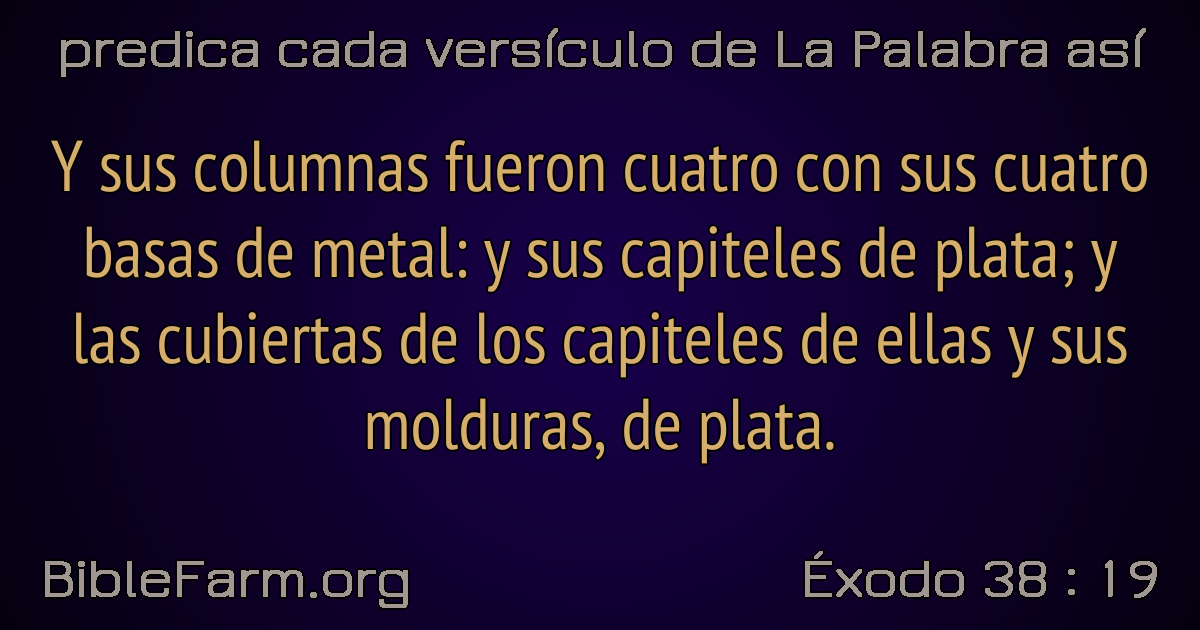 predica cada versículo de La Palabra así
Y sus columnas fueron cuatro con sus cuatro
basas de metal: y sus capiteles de plata; y
las cubiertas de los capiteles de ellas y sus
molduras, de plata.
BibleFarm.org
Éxodo 38 : 19